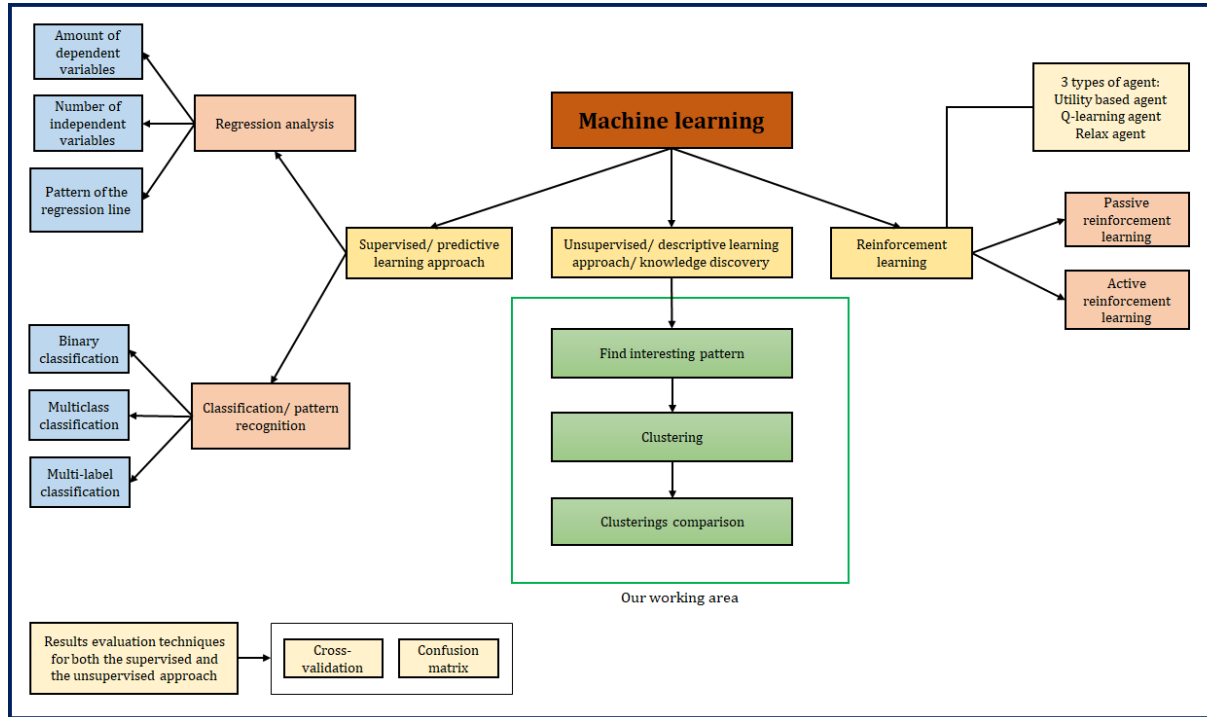 Amount of
dependent
variables
Number of
independent
variables
Pattern of the
regression line
Regression analysis
Machine learning
3 types of agent:
Utility based agent
Q-learning agent
Relax agent
Supervised/ predictive
learning approach
Unsupervised/ descriptive learning
approach/ knowledge discovery
Reinforcement
learning
Passive
reinforcement
learning
Active
reinforcement
learning
Binary
classification
Multiclass
classification
Multi-label
classification
Classification/ pattern
recognition
Find interesting pattern
Clustering
Clusterings comparison
Our working area
Results evaluation techniques
for both the supervised and
the unsupervised approach
Cross-
validation
Confusion
matrix